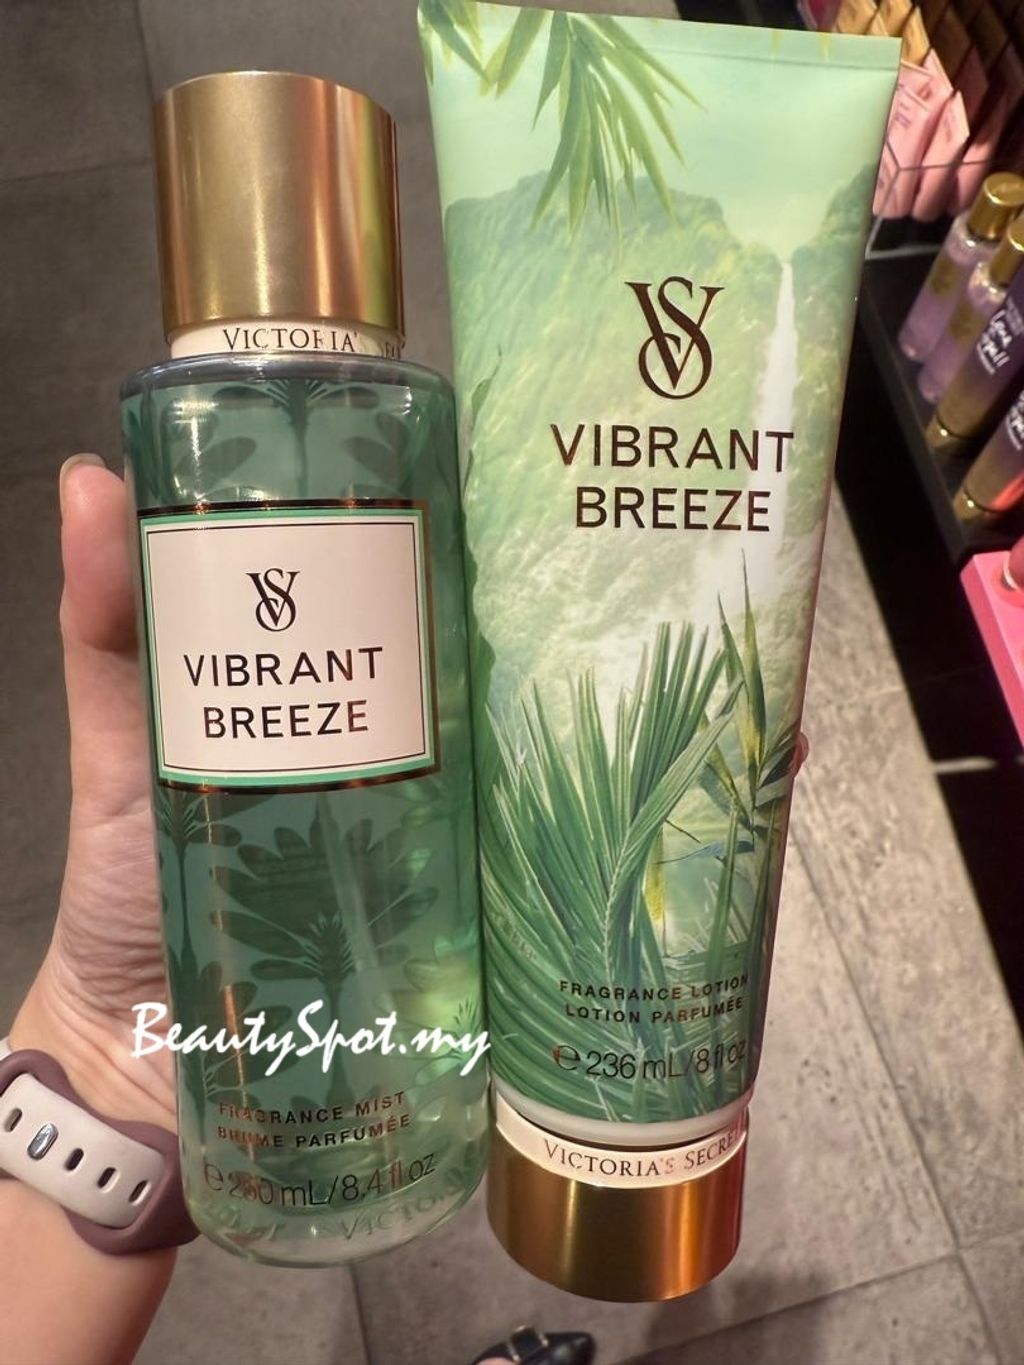 VICTORIA'S
VS
VIBRANT
BREEZE
FRAGRANCE MIST
BRUME PARFUMÉE
e 250 mL/8.4 fl oz
VS
VIBRANT
BREEZE
FRAGRANCE LOTION
LOTION PARFUMÉE
e 236 mL/8 fl oz
VICTORIA'S SECRET
BeautySpot.my